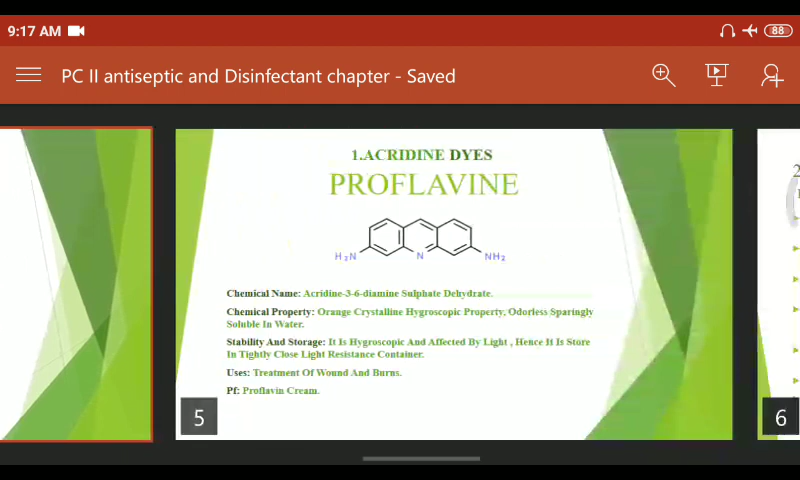 9:17 AM
88
PC II antiseptic and Disinfectant chapter - Saved
1.ACRIDINE DYES
PROFLAVINE
H₂N
N
NH₂
Chemical Name: Acridine-3-6-diamine Sulphate Dehydrate.
Chemical Property: Orange Crystalline Hygroscopic Property, Odorless Sparingly
Soluble In Water.
Stability And Storage: It Is Hygroscopic And Affected By Light , Hence It Is Store
In Tightly Close Light Resistance Container.
Uses: Treatment Of Wound And Burns.
Pf: Proflavin Cream.
5
2
6